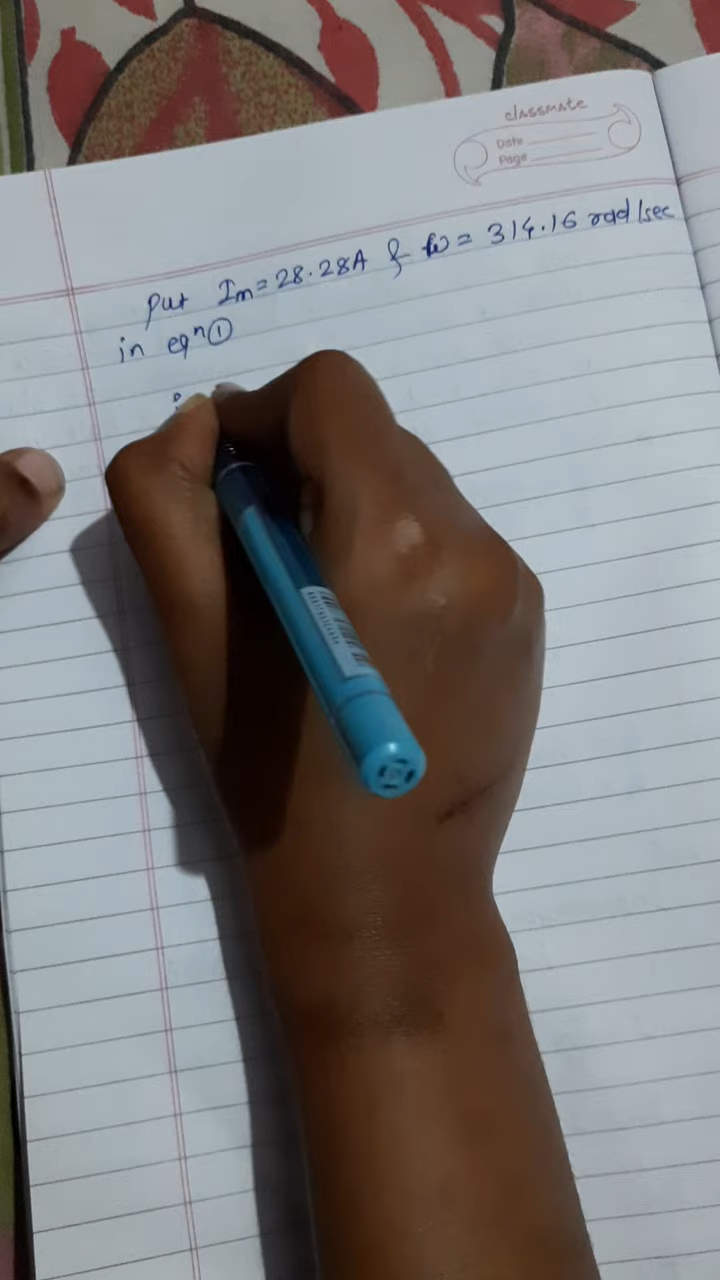 classmate
Date
Page
Put Im = 28.28A & ω = 314.16 rad/sec
in eqⁿ ①
i